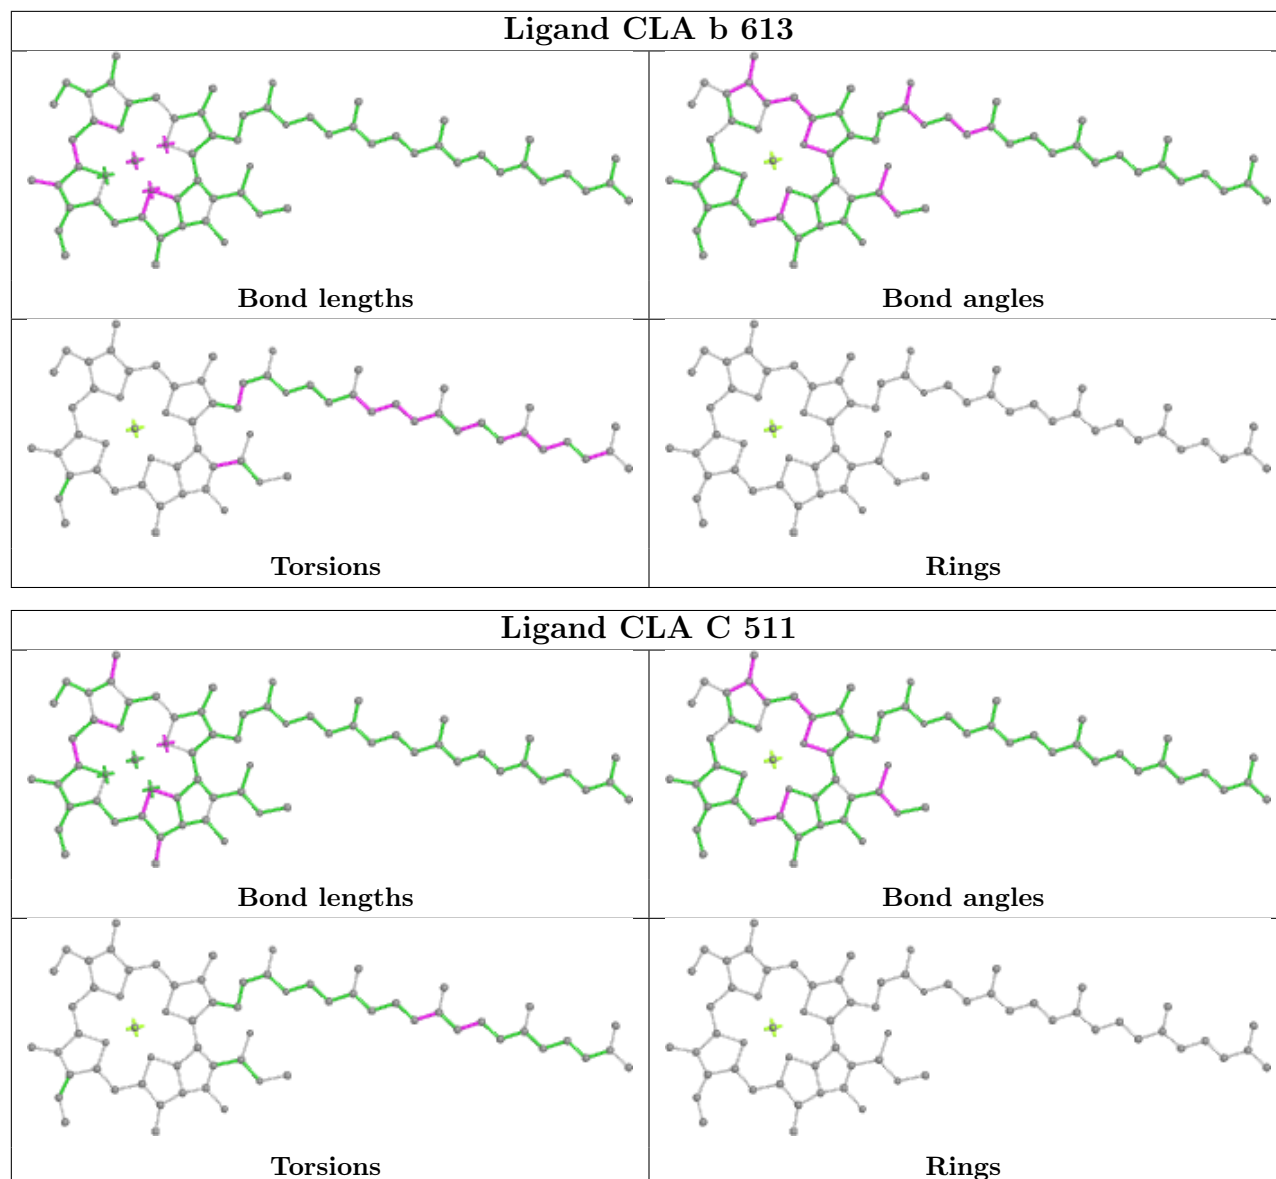 Ligand CLA b 613
Bond lengths
Bond angles
Torsions
Rings
Ligand CLA C 511
Bond lengths
Bond angles
Torsions
Rings